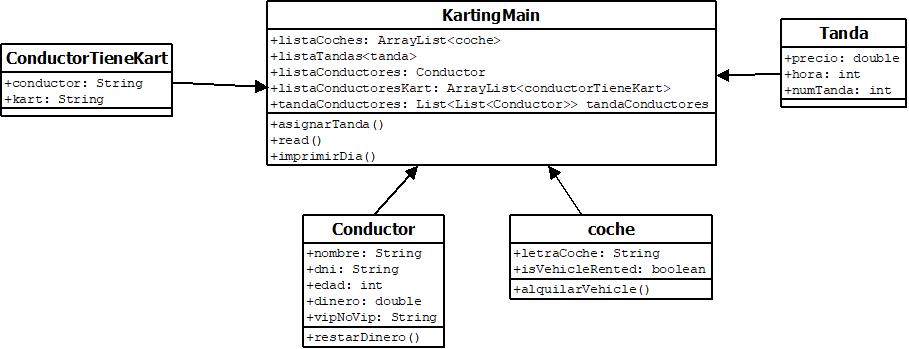 KartingMain
+listaCoches: ArrayList<coche>
+listaTandas<tanda>
+listaConductores: Conductor
+listaConductoresKart: ArrayList<conductorTieneKart>
+tandaConductores: List<List<Conductor>> tandaConductores
+asignarTanda()
+read()
+imprimirDia()
ConductorTieneKart
+conductor: String
+kart: String
Tanda
+precio: double
+hora: int
+numTanda: int
Conductor
+nombre: String
+dni: String
+edad: int
+dinero: double
+vipNoVip: String
+restarDinero()
coche
+letraCoche: String
+isVehicleRented: boolean
+alquilarVehicle()